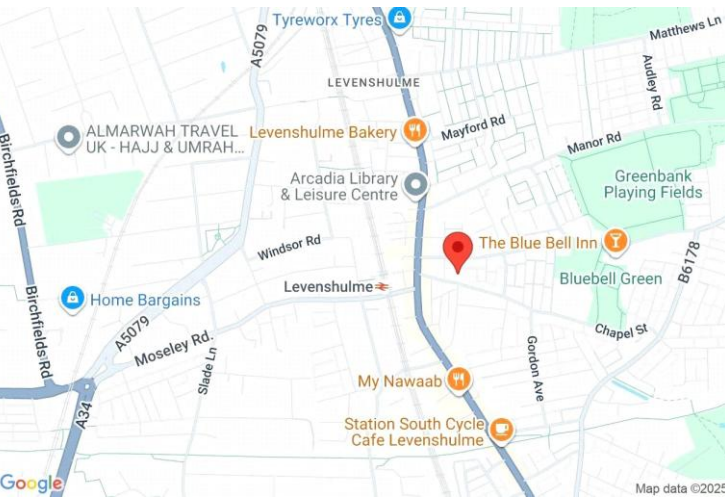 Tyreworx Tyres
Matthews Ln
A5079
LEVENSHULME
Audley Rd
Birchfields Rd
ALMARWAH TRAVEL
UK - HAJJ & UMRAH...
Levenshulme Bakery
Mayford Rd
Manor Rd
Arcadia Library
& Leisure Centre
Greenbank
Playing Fields
Windsor Rd
The Blue Bell Inn
B6178
Levenshulme
Bluebell Green
Home Bargains
Birchfields Rd
A5079
Moseley Rd.
Chapel St
Slade Ln
Gordon Ave
My Nawaab
A34
Station South Cycle
Cafe Levenshulme
Google
Map data ©2025